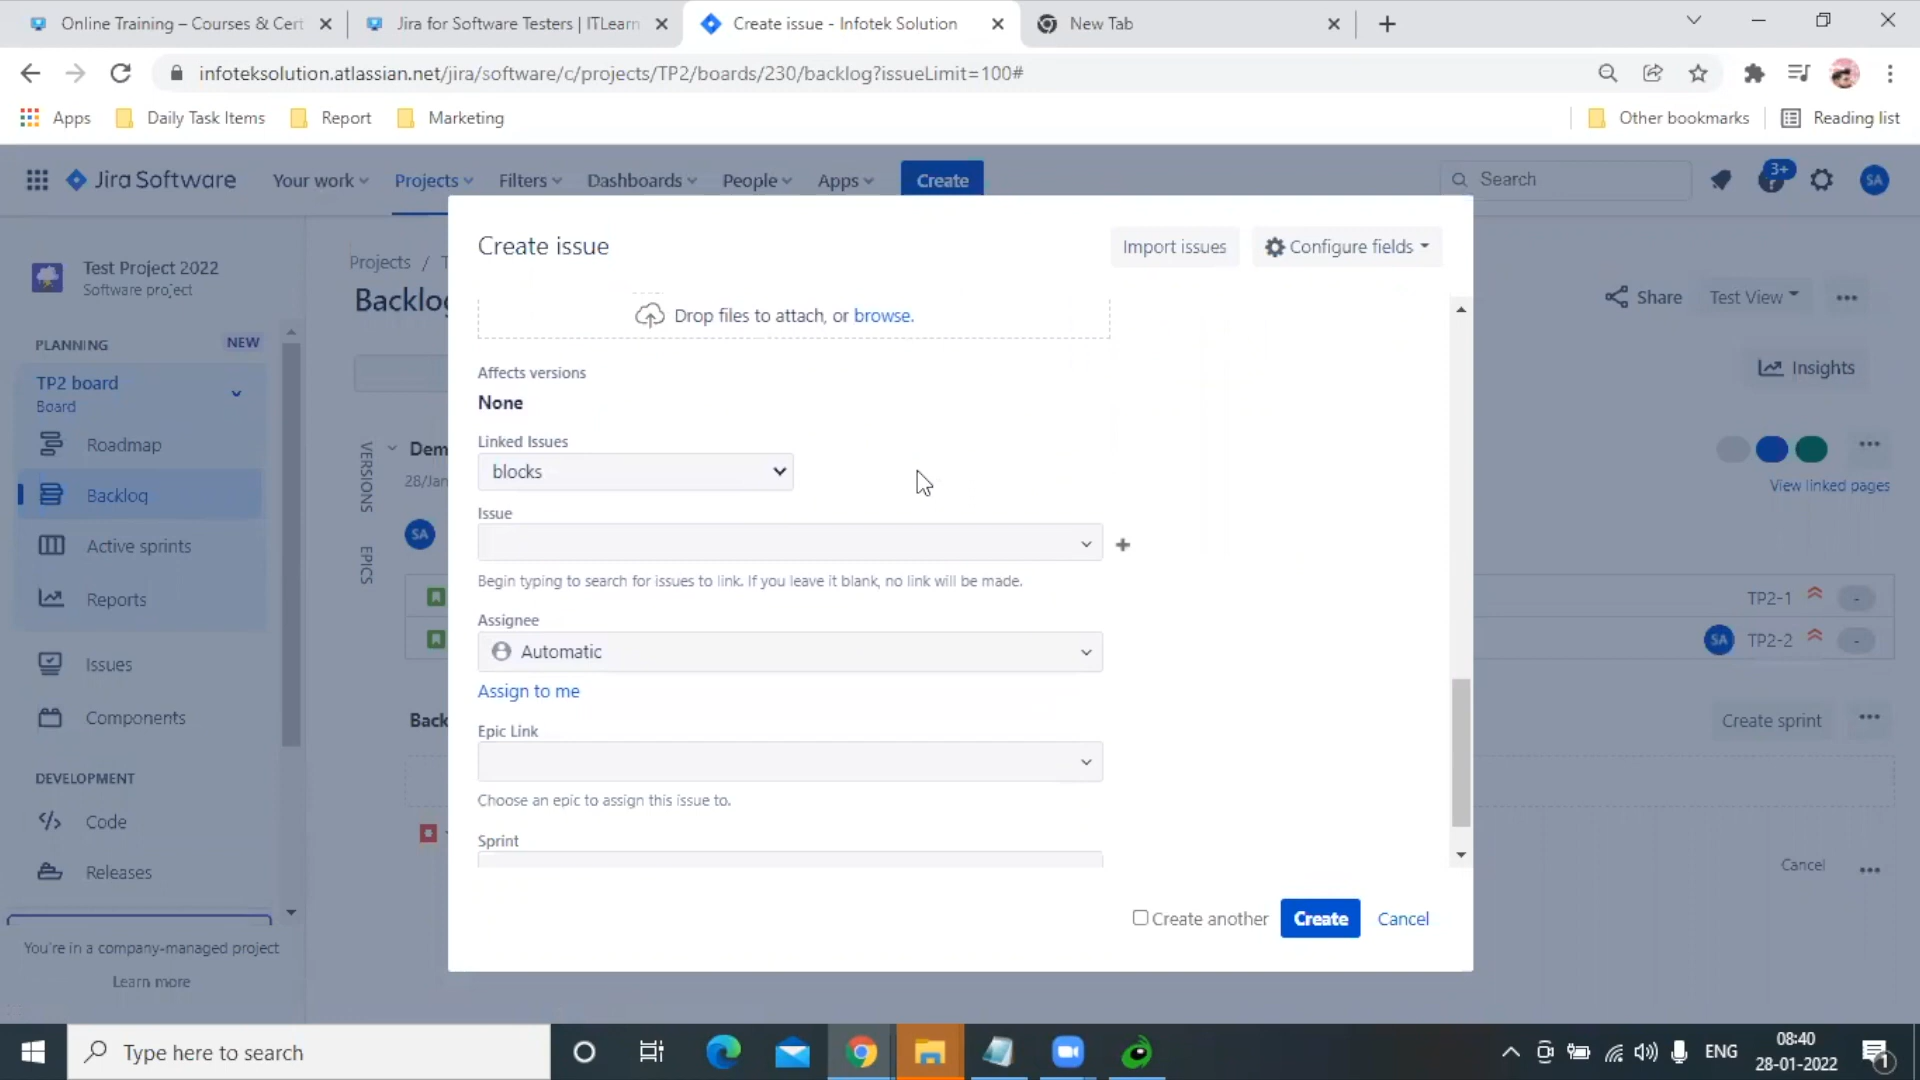 Online Training – Courses & Cert
Jira for Software Testers | ITLearn
Create issue - Infotek Solution
New Tab
infoteksolution.atlassian.net/jira/software/c/projects/TP2/boards/230/backlog?issueLimit=100#
Apps
Daily Task Items
Report
Marketing
Other bookmarks
Reading list
Jira Software
Your work
Projects
Filters
Dashboards
People
Apps
Create
Search
3+
SA
Test Project 2022
Software project
PLANNING
NEW
TP2 board
Board
Roadmap
Backlog
Active sprints
Reports
Issues
Components
DEVELOPMENT
Code
Releases
You're in a company-managed project
Learn more
Projects / T
Backlog
VERSIONS
EPICS
Dem
28/Jan
SA
Back
Share
Test View
Insights
View linked pages
TP2-1
-
SA
TP2-2
-
Create sprint
Cancel
Create issue
Import issues
Configure fields
Drop files to attach, or browse.
Affects versions
None
Linked Issues
blocks
Issue
Begin typing to search for issues to link. If you leave it blank, no link will be made.
Assignee
Automatic
Assign to me
Epic Link
Choose an epic to assign this issue to.
Sprint
Create another
Create
Cancel
Type here to search
ENG
08:40
28-01-2022
1